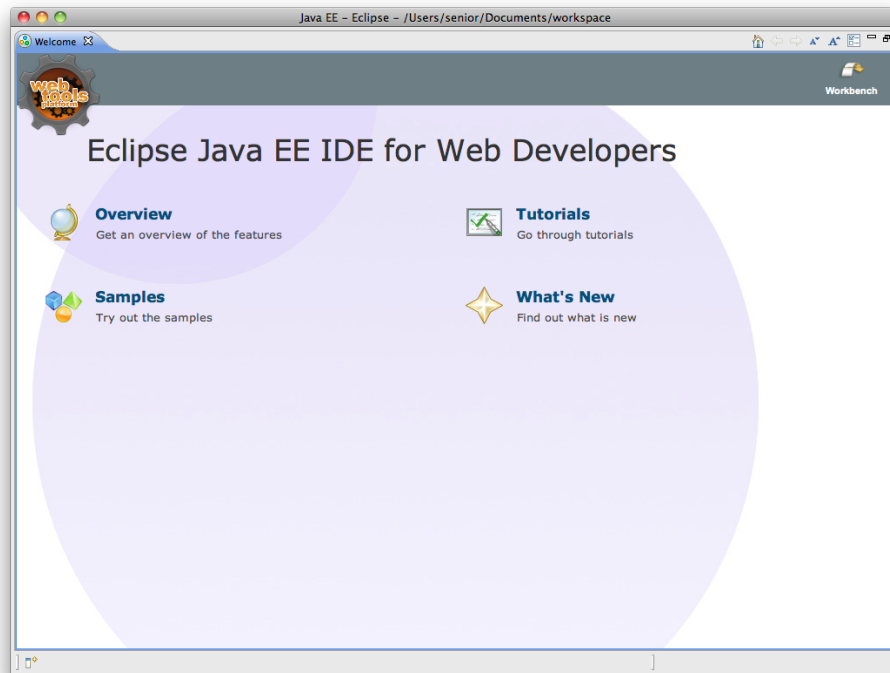 Java EE – Eclipse – /Users/senior/Documents/workspace
Welcome
web
tools
platform
Workbench
Eclipse Java EE IDE for Web Developers
Overview
Get an overview of the features
Tutorials
Go through tutorials
Samples
Try out the samples
What's New
Find out what is new